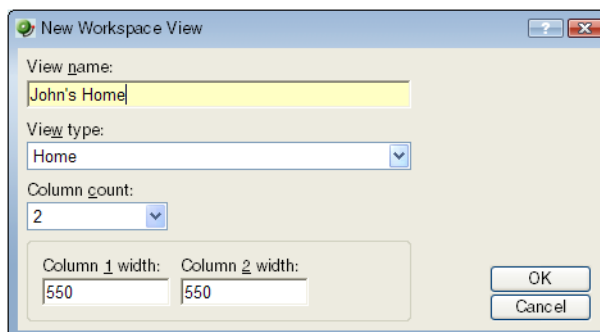 New Workspace View
?
View name:
John's Home
View type:
Home
Column count:
2
Column 1 width: Column 2 width:
550 550
OK
Cancel